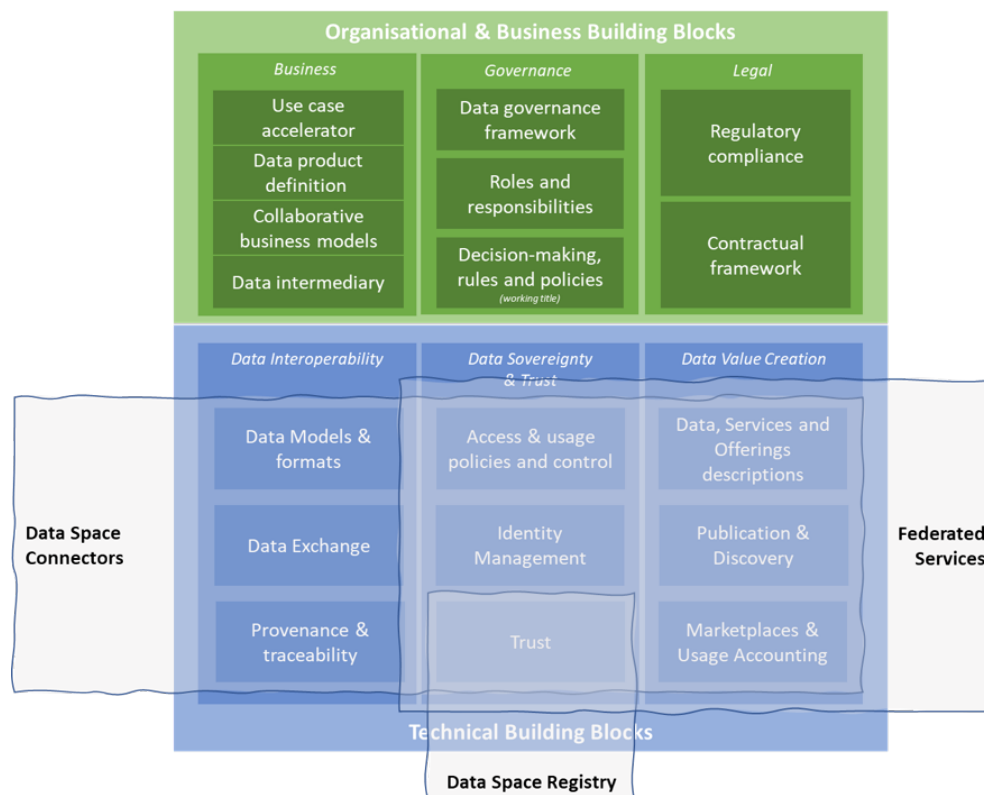 Organisational & Business Building Blocks
Business
Use case
accelerator
Data product
definition
Collaborative
business models
Data intermediary
Governance
Data governance
framework
Roles and
responsibilities
Decision-making,
rules and policies
(working title)
Legal
Regulatory
compliance
Contractual
framework
Data Interoperability
Data Models &
formats
Data Exchange
Provenance &
traceability
Data Sovereignty
& Trust
Access & usage
policies and control
Identity
Management
Trust
Data Value Creation
Data, Services and
Offerings
descriptions
Publication &
Discovery
Marketplaces &
Usage Accounting
Data Space
Connectors
Federated
Services
Technical Building Blocks
Data Space Registry